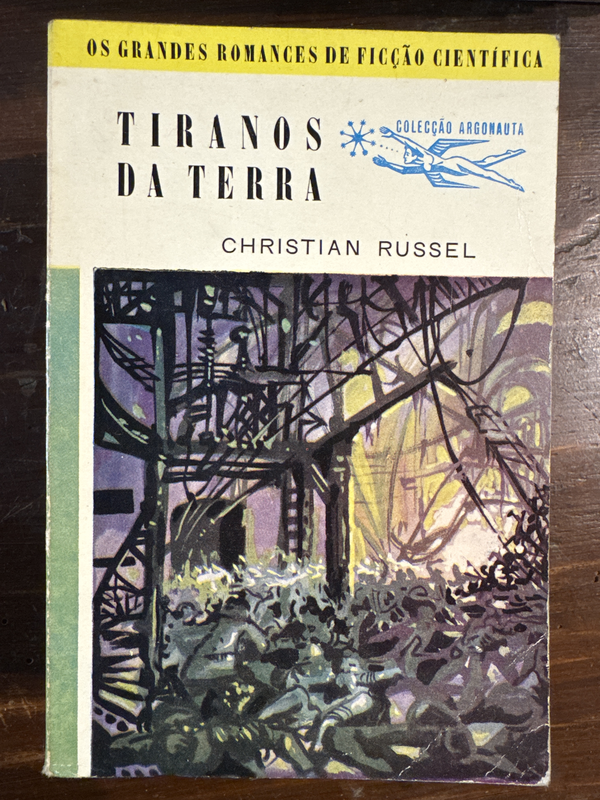 OS GRANDES ROMANCES DE FICÇÃO CIENTÍFICA
TIRANOS
DA TERRA
COLECÇÃO ARGONAUTA
CHRISTIAN RUSSEL